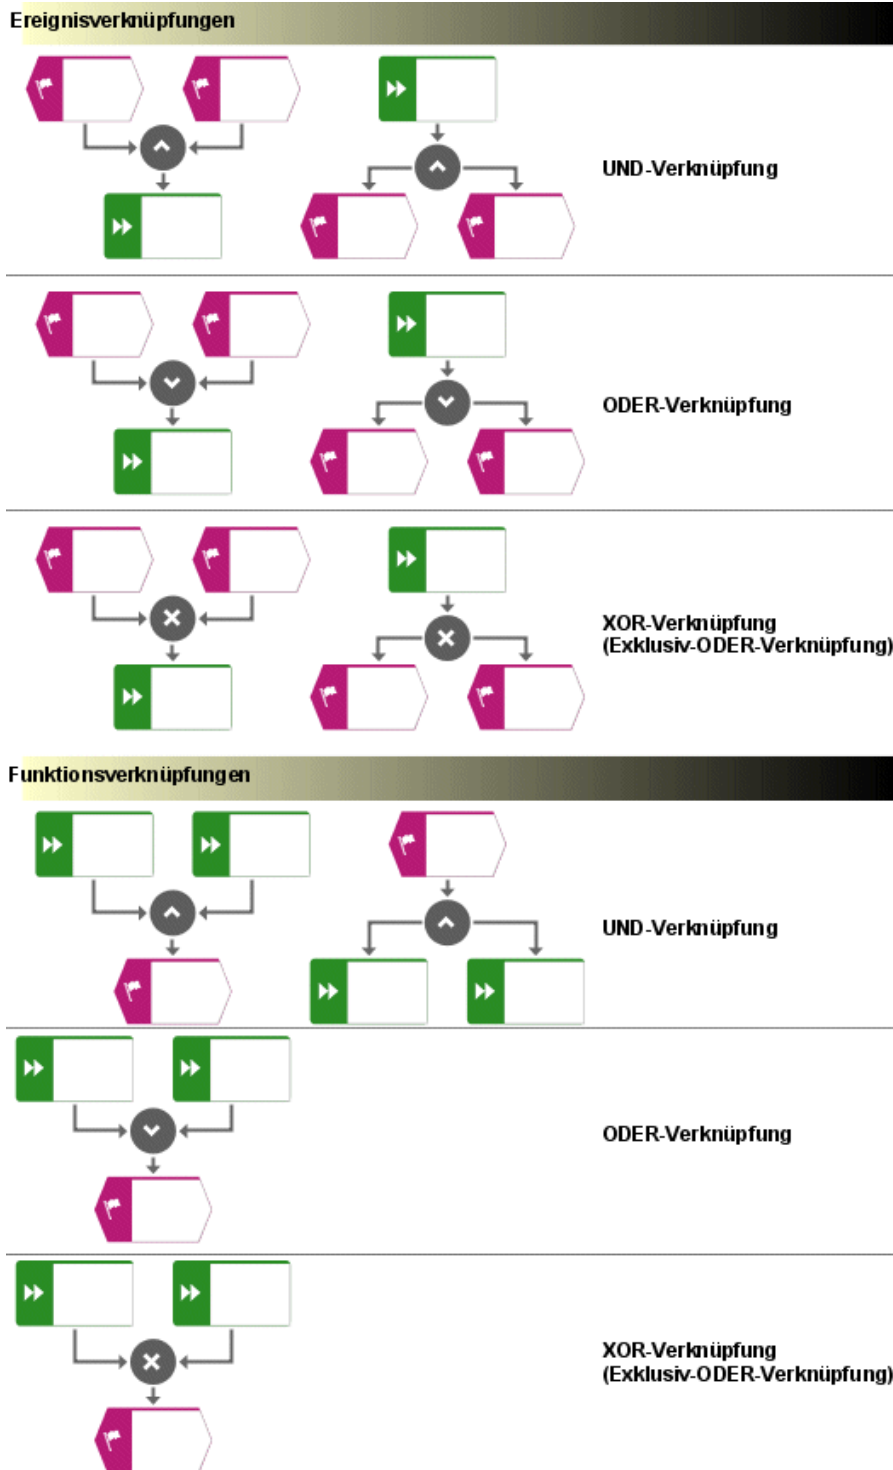 Ereignisverknüpfungen
UND-Verknüpfung
ODER-Verknüpfung
XOR-Verknüpfung
(Exklusiv-ODER-Verknüpfung)
Funktionsverknüpfungen
UND-Verknüpfung
ODER-Verknüpfung
XOR-Verknüpfung
(Exklusiv-ODER-Verknüpfung)